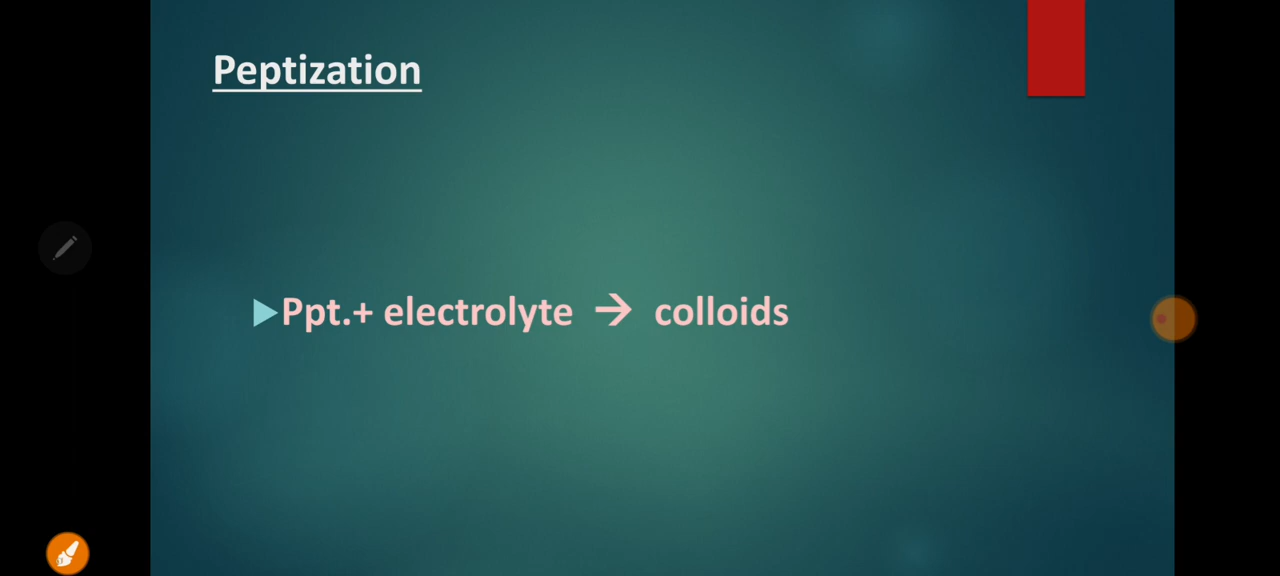 Peptization
Ppt.+ electrolyte → colloids